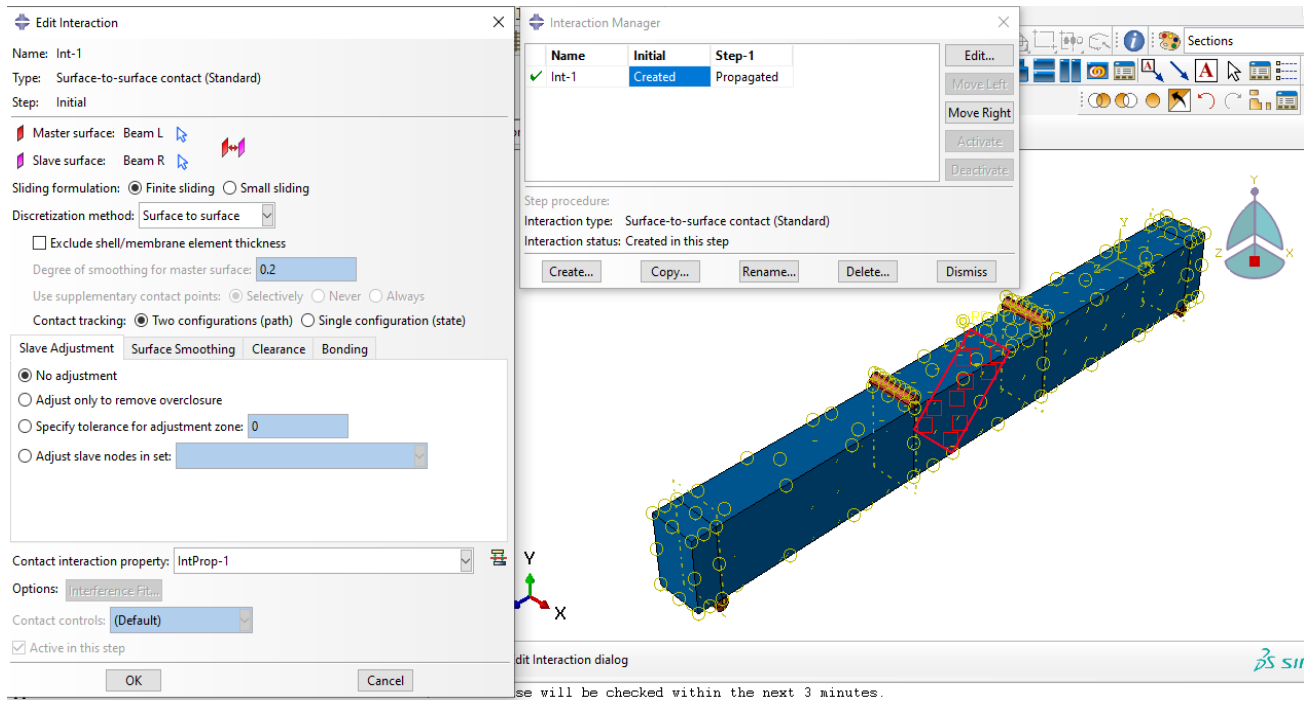 Edit Interaction
Name: Int-1
Type: Surface-to-surface contact (Standard)
Step: Initial
Master surface: Beam L
Slave surface: Beam R
Sliding formulation: Finite sliding Small sliding
Discretization method: Surface to surface
Exclude shell/membrane element thickness
Degree of smoothing for master surface: 0.2
Use supplementary contact points: Selectively Never Always
Contact tracking: Two configurations (path) Single configuration (state)
Slave Adjustment Surface Smoothing Clearance Bonding
No adjustment
Adjust only to remove overclosure
Specify tolerance for adjustment zone: 0
Adjust slave nodes in set:
Contact interaction property: IntProp-1
Options: Interference Fit...
Contact controls: (Default)
Active in this step
OK Cancel
Interaction Manager
Name Initial Step-1
Int-1 Created Propagated
Edit...
Move Left
Move Right
Activate
Deactivate
Step procedure:
Interaction type: Surface-to-surface contact (Standard)
Interaction status: Created in this step
Create... Copy... Rename... Delete... Dismiss
Sections
A
A
Y
Z
X
Y
Y
X
dit Interaction dialog
se will be checked within the next 3 minutes.